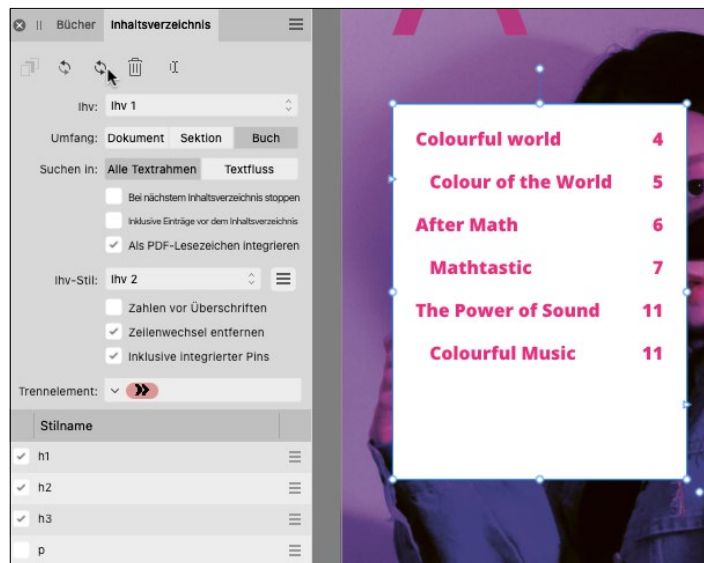 Bücher Inhaltsverzeichnis
Ihv: Ihv 1
Umfang: Dokument Sektion Buch
Suchen in: Alle Textrahmen Textfluss
Bei nächstem Inhaltsverzeichnis stoppen
Inklusive Einträge vor dem Inhaltsverzeichnis
Als PDF-Lesezeichen integrieren
Ihv-Stil: Ihv 2
Zahlen vor Überschriften
Zeilenwechsel entfernen
Inklusive integrierter Pins
Trennelement:
Stilname
h1
h2
h3
p
Colourful world 4
Colour of the World 5
After Math 6
Mathtastic 7
The Power of Sound 11
Colourful Music 11